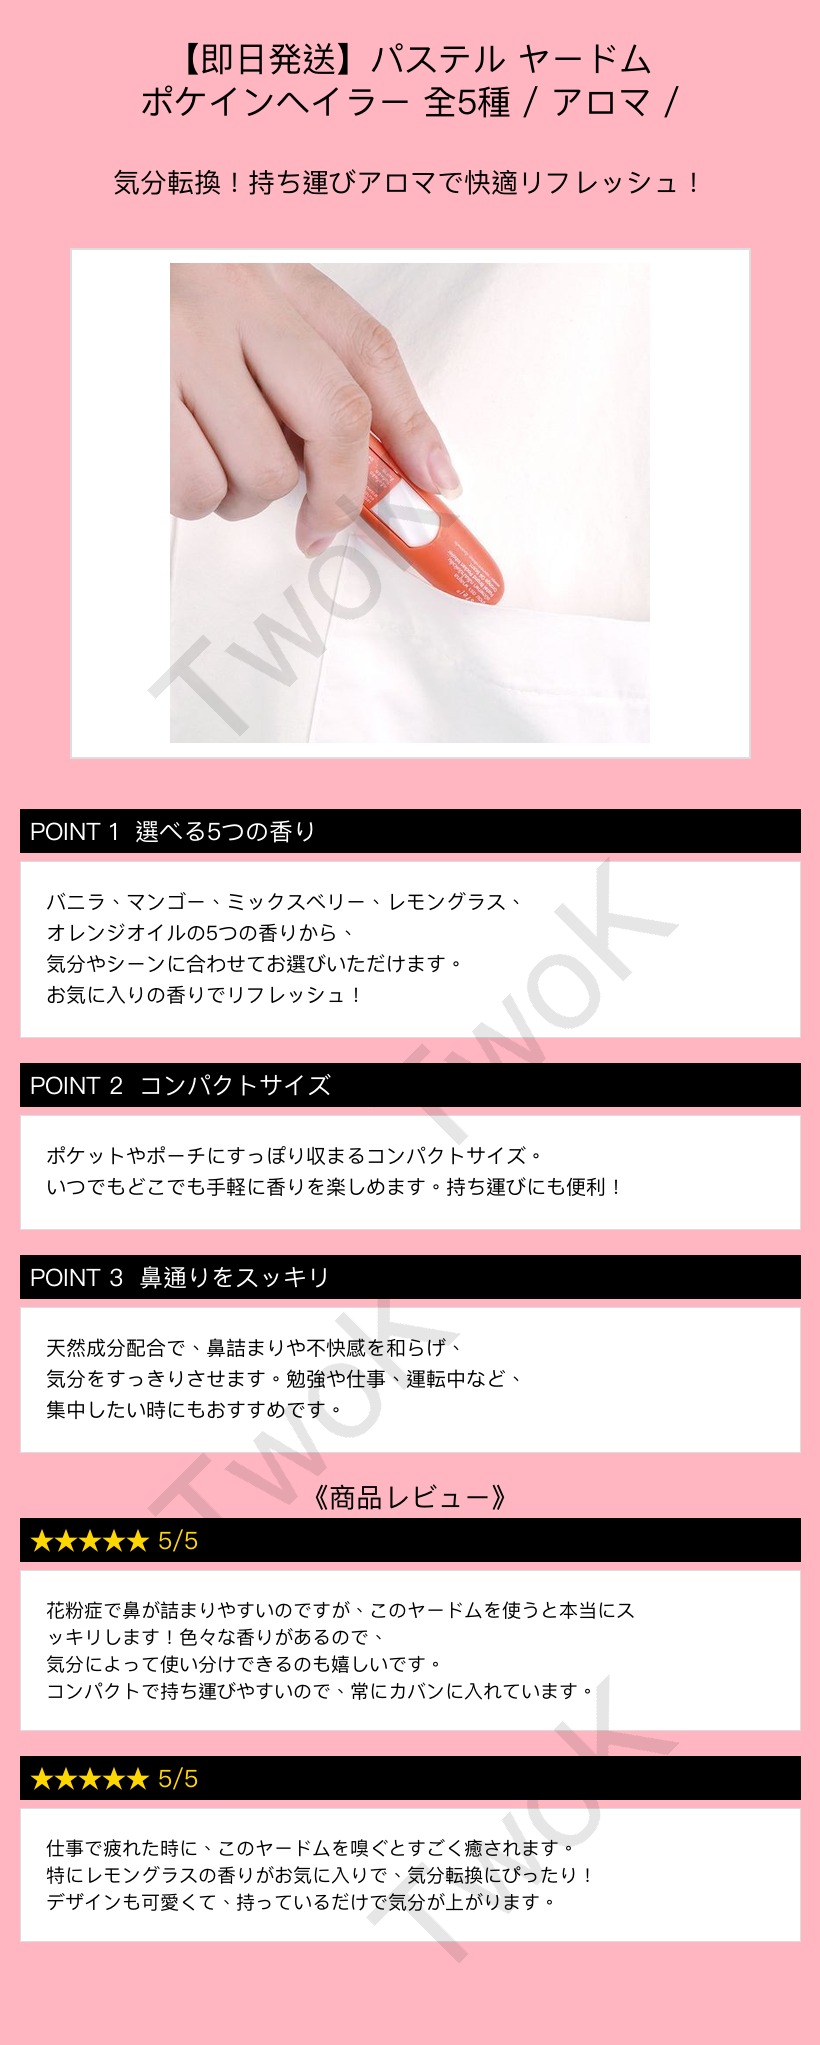 【即日発送】パステル ヤードム
ポケインヘイラー 全5種 / アロマ /
気分転換！持ち運びアロマで快適リフレッシュ！
TwoK
POINT 1 選べる5つの香り
バニラ、マンゴー、ミックスベリー、レモングラス、
オレンジオイルの5つの香りから、
気分やシーンに合わせてお選びいただけます。
お気に入りの香りでリフレッシュ！
TwoK
POINT 2 コンパクトサイズ
ポケットやポーチにすっぽり収まるコンパクトサイズ。
いつでもどこでも手軽に香りを楽しめます。持ち運びにも便利！
POINT 3 鼻通りをスッキリ
天然成分配合で、鼻詰まりや不快感を和らげ、
気分をすっきりさせます。勉強や仕事、運転中など、
集中したい時にもおすすめです。
TwoK
《商品レビュー》
★★★★★ 5/5
花粉症で鼻が詰まりやすいのですが、このヤードムを使うと本当にス
ッキリします！色々な香りがあるので、
気分によって使い分けできるのも嬉しいです。
コンパクトで持ち運びやすいので、常にカバンに入れています。
★★★★★ 5/5
仕事で疲れた時に、このヤードムを嗅ぐとすごく癒されます。
特にレモングラスの香りがお気に入りで、気分転換にぴったり！
デザインも可愛くて、持っているだけで気分が上がります。
TwoK